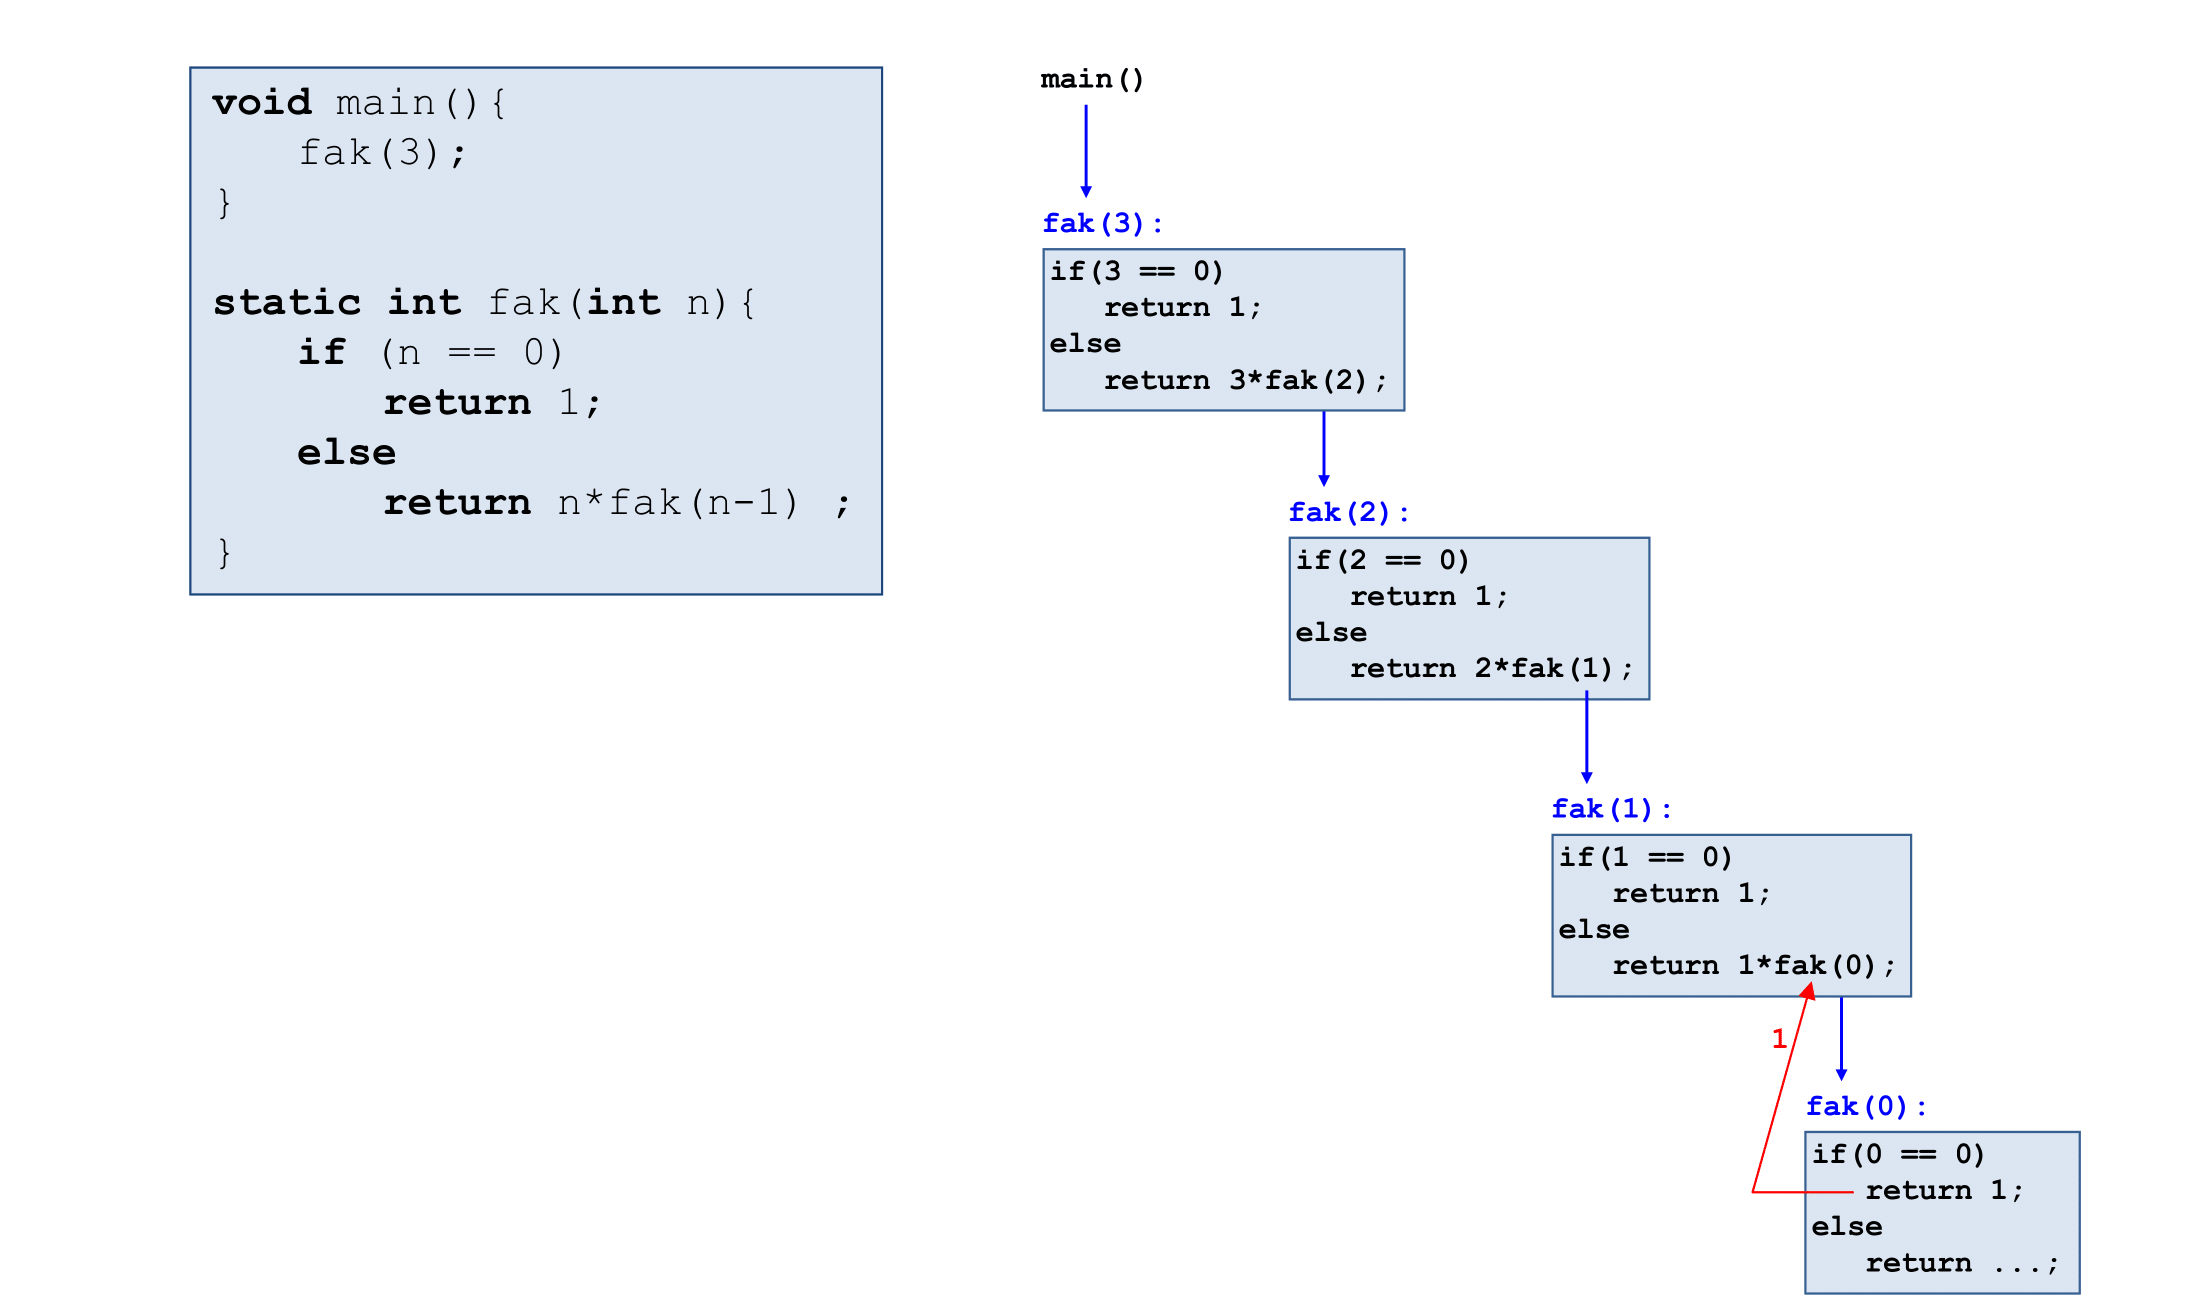 void main(){
fak(3);
}
static int fak(int n){
if (n == 0)
return 1;
else
return n*fak(n-1) ;
}
main()
fak(3):
if(3 == 0)
return 1;
else
return 3*fak(2);
fak(2):
if(2 == 0)
return 1;
else
return 2*fak(1);
fak(1):
if(1 == 0)
return 1;
else
return 1*fak(0);
1
fak(0):
if(0 == 0)
return 1;
else
return ...;